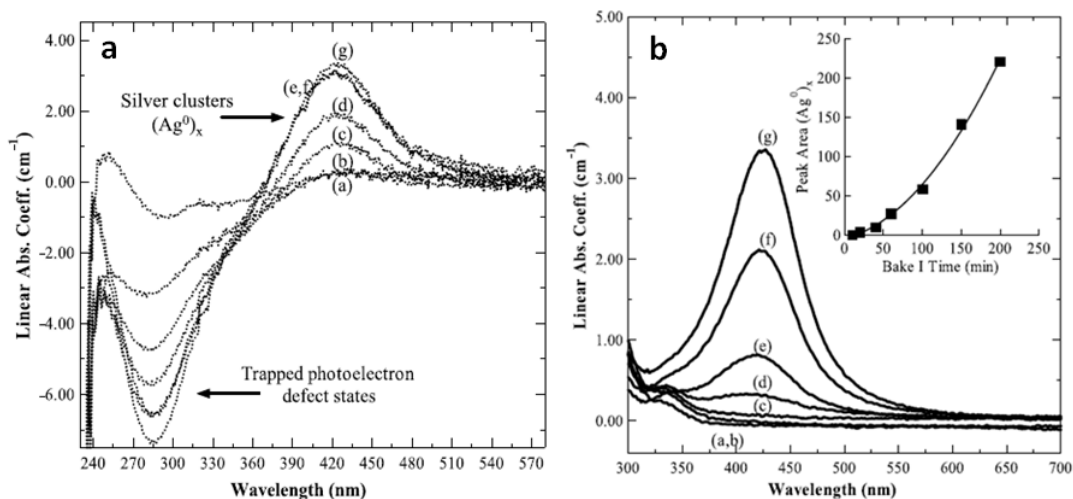 a
4.00
2.00
0.00
-2.00
-4.00
-6.00
Linear Abs. Coeff. (cm⁻¹)
Silver clusters
(Ag⁰)ₓ
(g)
(e,f)
(d)
(c)
(b)
(a)
Trapped photoelectron
defect states
240 270 300 330 360 390 420 450 480 510 540 570
Wavelength (nm)
b
5.00
4.00
3.00
2.00
1.00
0.00
Linear Abs. Coeff. (cm⁻¹)
(g)
(f)
(e)
(d)
(c)
(a,b)
300 350 400 450 500 550 600 650 700
Wavelength (nm)
250
200
150
100
50
0
Peak Area (Ag⁰)ₓ
0 50 100 150 200 250
Bake I Time (min)